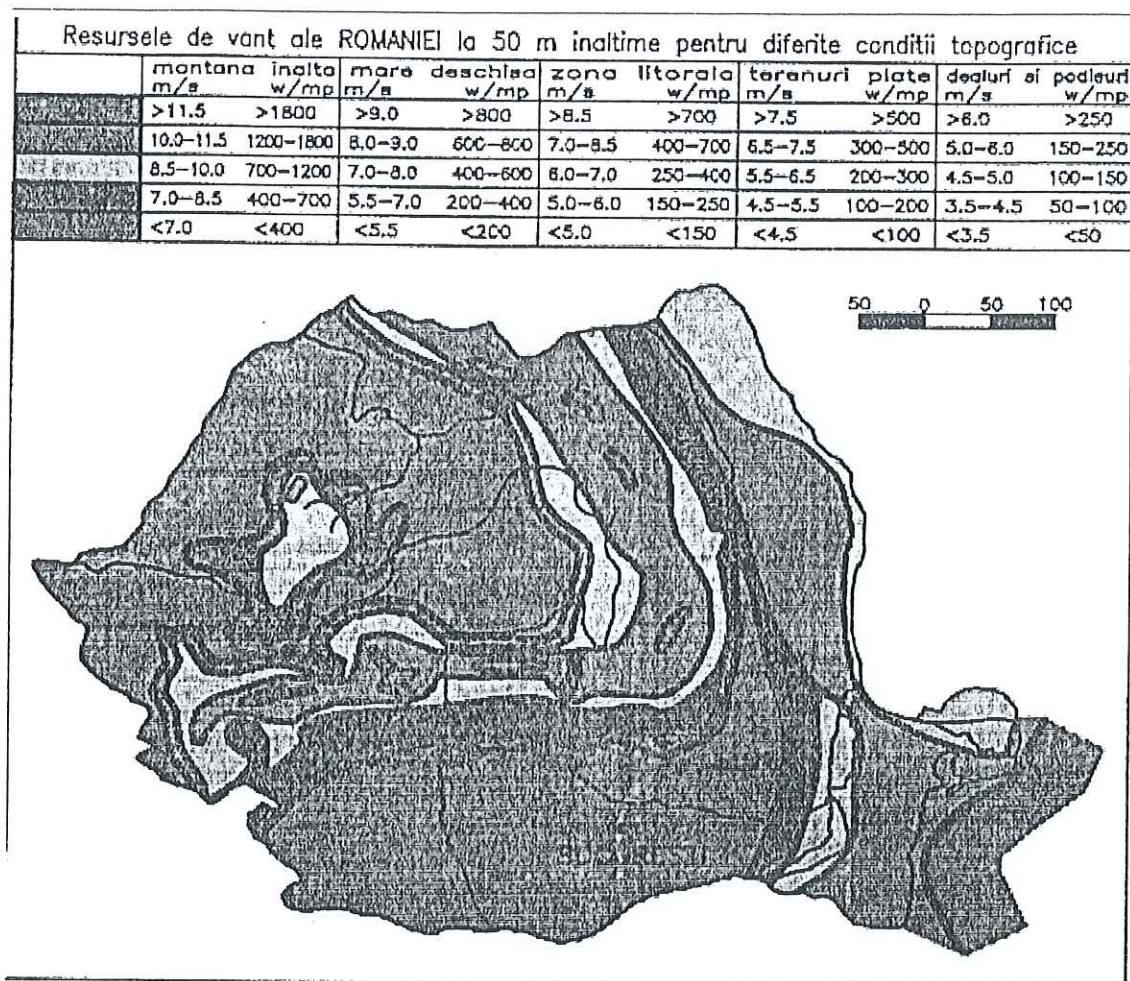 Resursele de vant ale ROMANIEI la 50 m inaltime pentru diferite conditii topografice
montana inalta mare deschisa zona litorala terenuri plate dealuri si podisuri
m/s w/mp m/s w/mp m/s w/mp m/s w/mp m/s w/mp
>11.5 >1800 >9.0 >800 >8.5 >700 >7.5 >500 >6.0 >250
10.0-11.5 1200-1800 8.0-9.0 600-800 7.0-8.5 400-700 6.5-7.5 300-500 5.0-6.0 150-250
8.5-10.0 700-1200 7.0-8.0 400-600 6.0-7.0 250-400 5.5-6.5 200-300 4.5-5.0 100-150
7.0-8.5 400-700 5.5-7.0 200-400 5.0-6.0 150-250 4.5-5.5 100-200 3.5-4.5 50-100
<7.0 <400 <5.5 <200 <5.0 <150 <4.5 <100 <3.5 <50
50 0 50 100